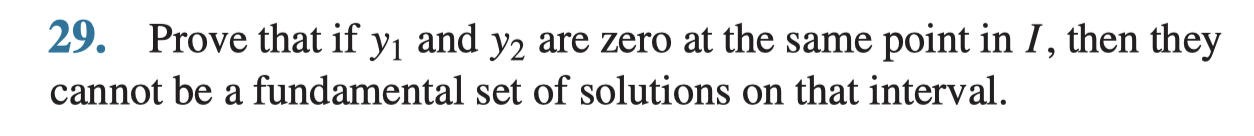 29. Prove that if y₁ and y₂ are zero at the same point in I, then they
cannot be a fundamental set of solutions on that interval.